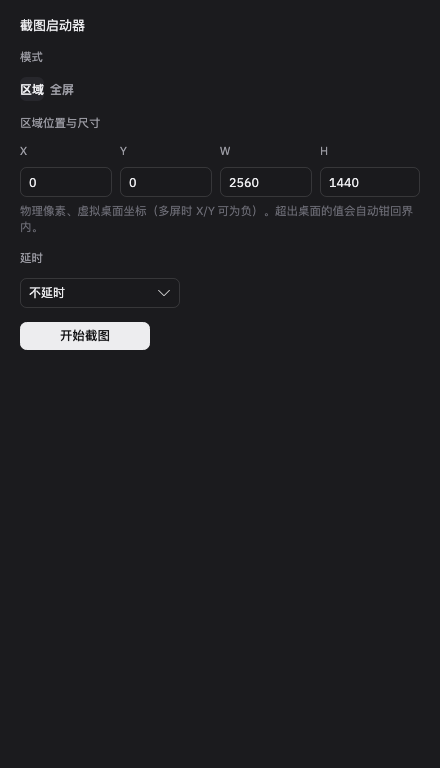 截图启动器
模式
区域 全屏
区域位置与尺寸
X Y W H
0 0 2560 1440
物理像素、虚拟桌面坐标（多屏时 X/Y 可为负）。超出桌面的值会自动钳回界
内。
延时
不延时
开始截图